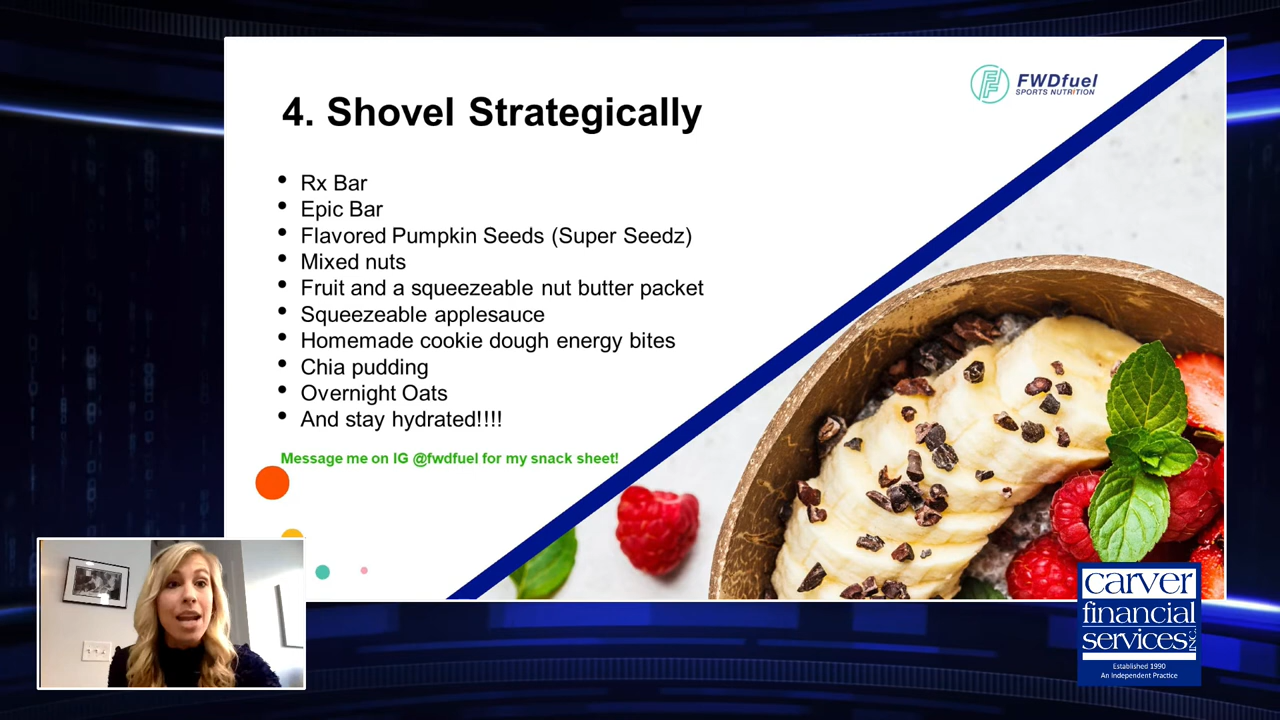 FWDfuel
SPORTS NUTRITION
4. Shovel Strategically
• Rx Bar
• Epic Bar
• Flavored Pumpkin Seeds (Super Seedz)
• Mixed nuts
• Fruit and a squeezeable nut butter packet
• Squeezeable applesauce
• Homemade cookie dough energy bites
• Chia pudding
• Overnight Oats
• And stay hydrated!!!!
Message me on IG @fwdfuel for my snack sheet!
carver
financial
services INC.
Established 1990
An Independent Practice